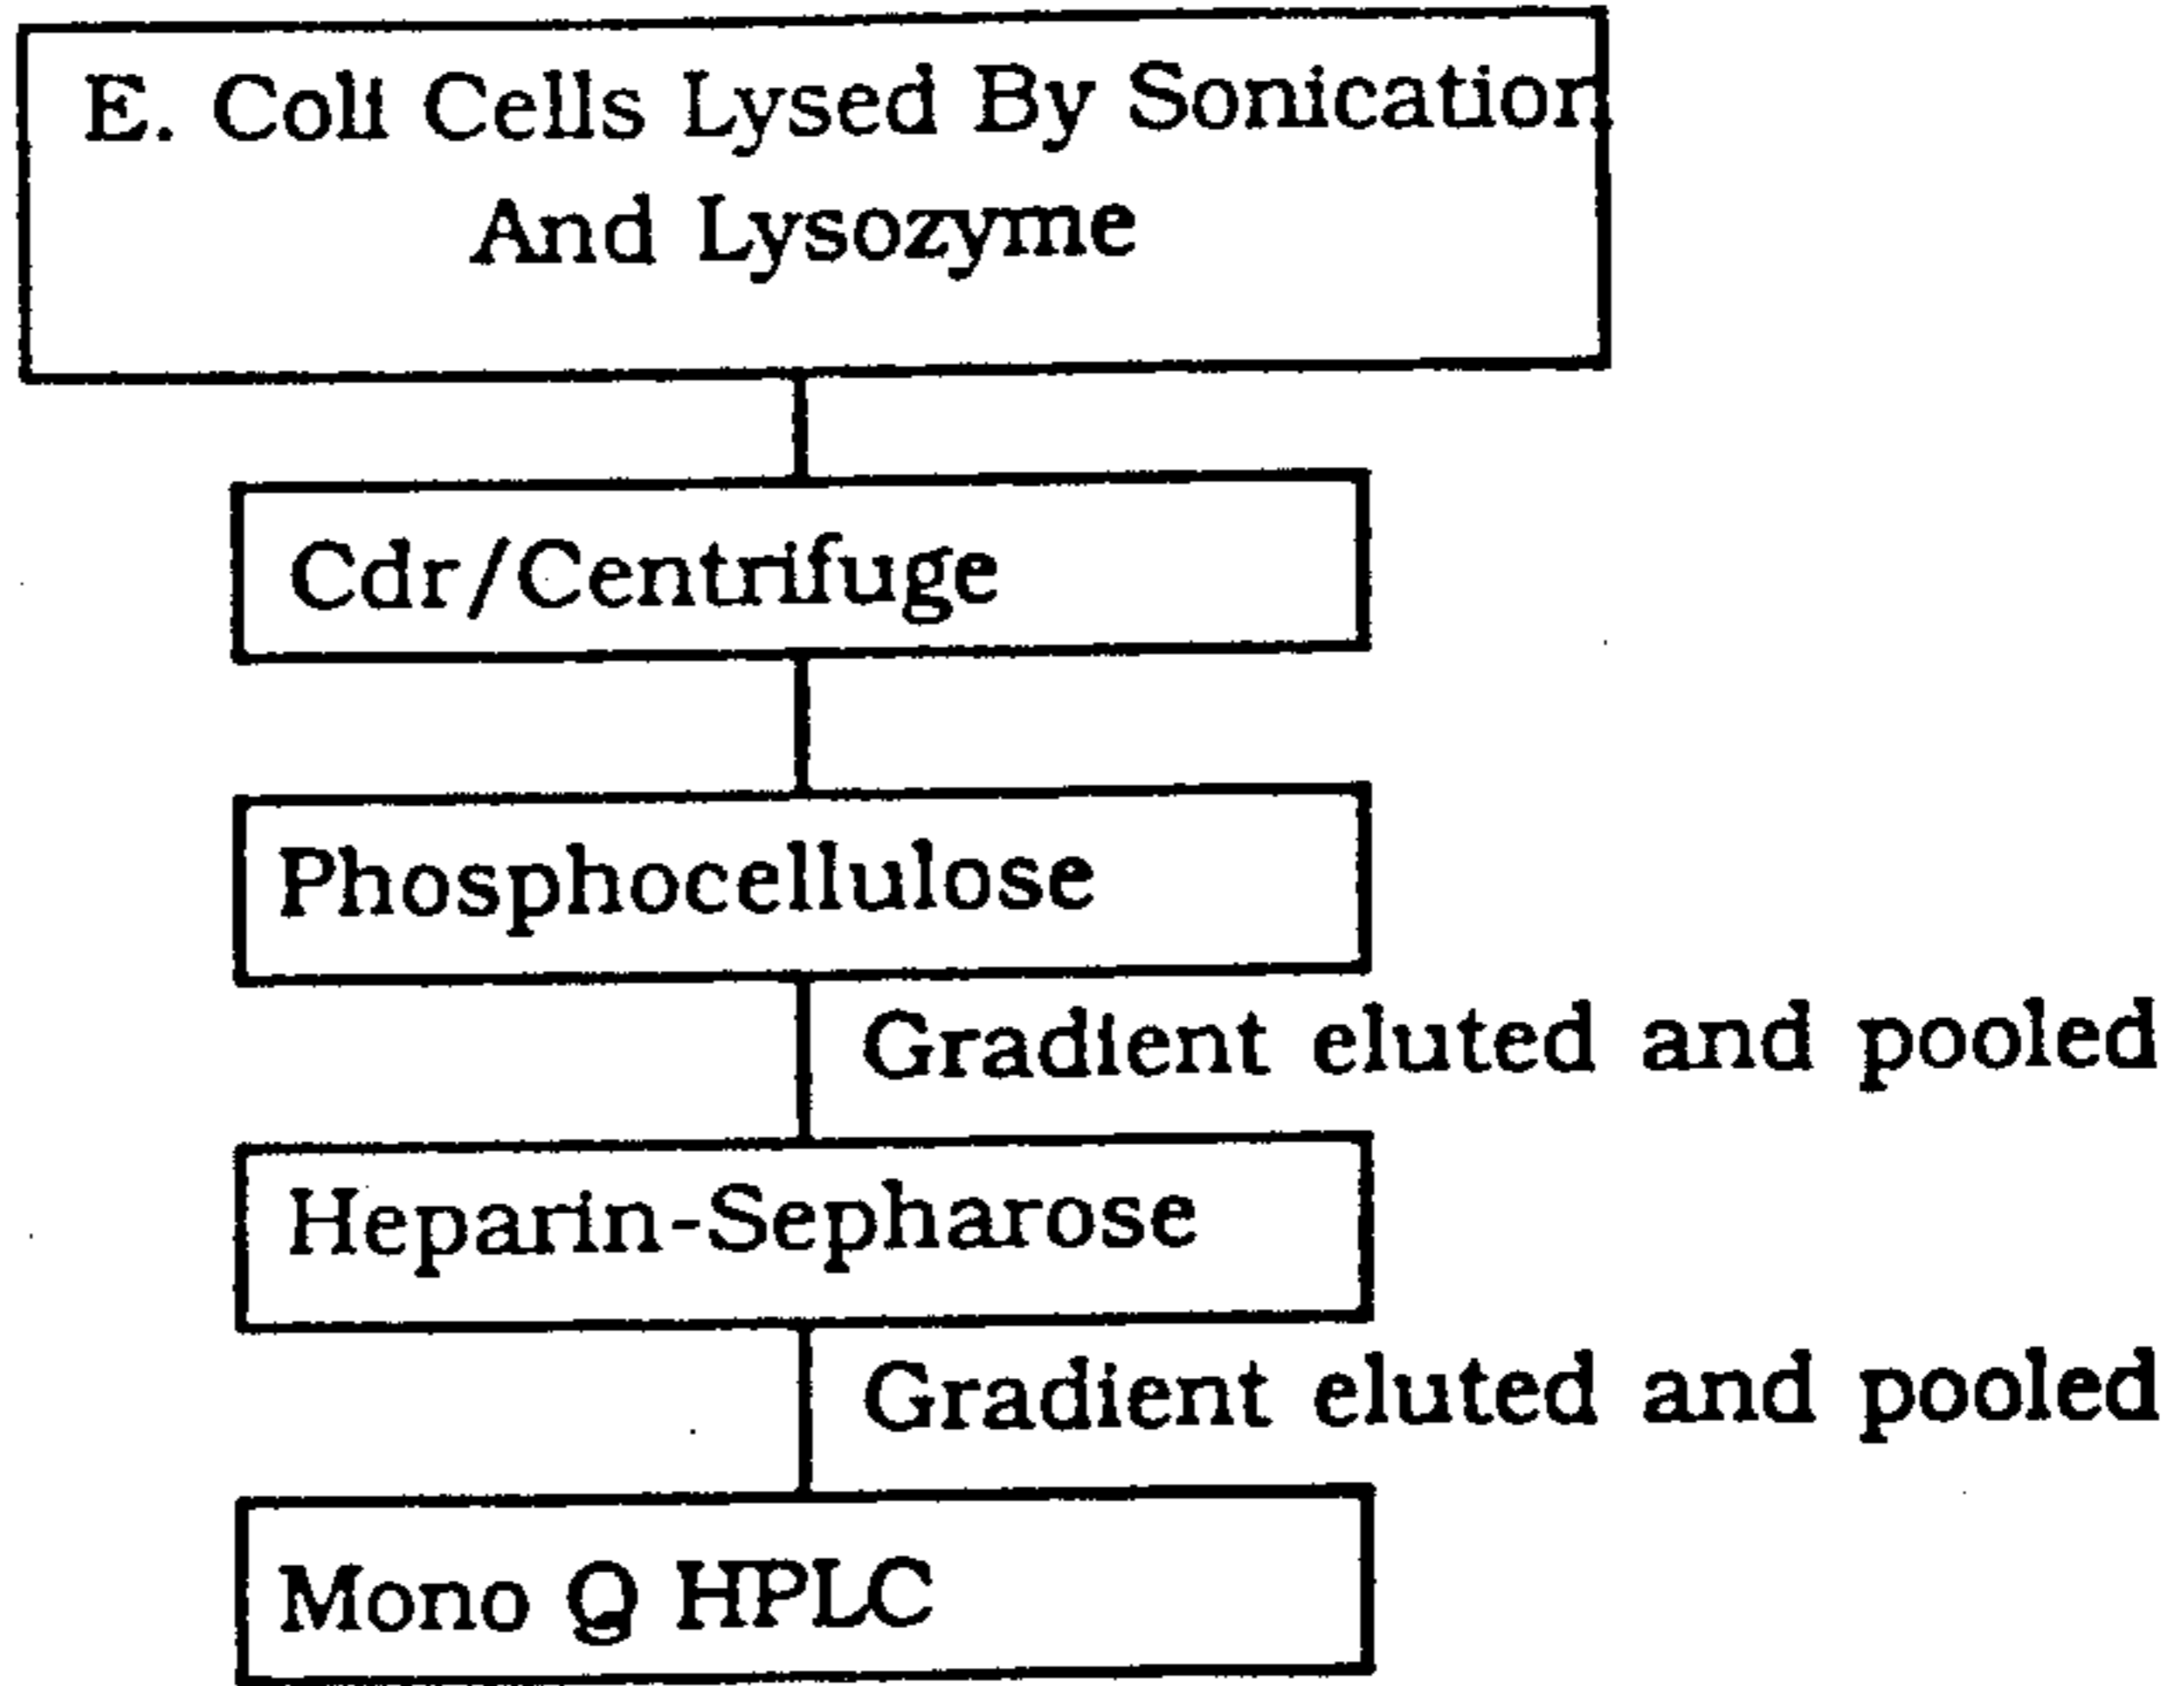 E. Coli Cells Lysed By Sonication
And Lysozyme
Cdr/Centrifuge
Phosphocellulose
Gradient eluted and pooled
Heparin-Sepharose
Gradient eluted and pooled
Mono Q HPLC